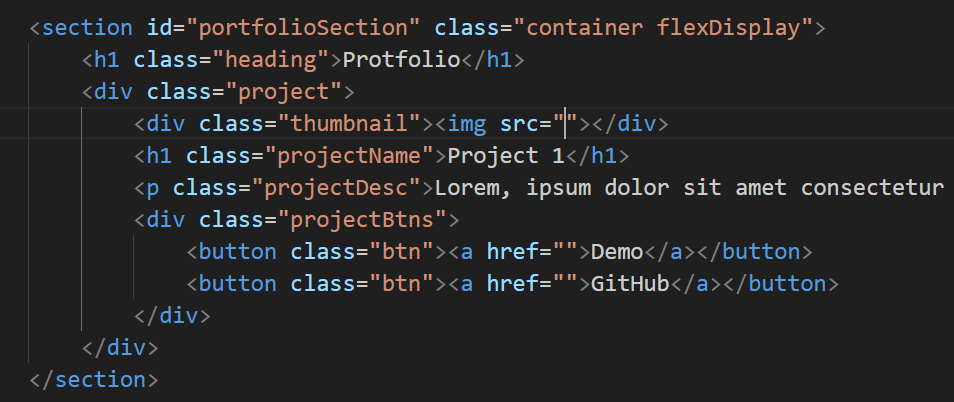 <section id="portfolioSection" class="container flexDisplay">
<h1 class="heading">Protfolio</h1>
<div class="project">
<div class="thumbnail"><img src=""></div>
<h1 class="projectName">Project 1</h1>
<p class="projectDesc">Lorem, ipsum dolor sit amet consectetur
<div class="projectBtns">
<button class="btn"><a href="">Demo</a></button>
<button class="btn"><a href="">GitHub</a></button>
</div>
</div>
</section>